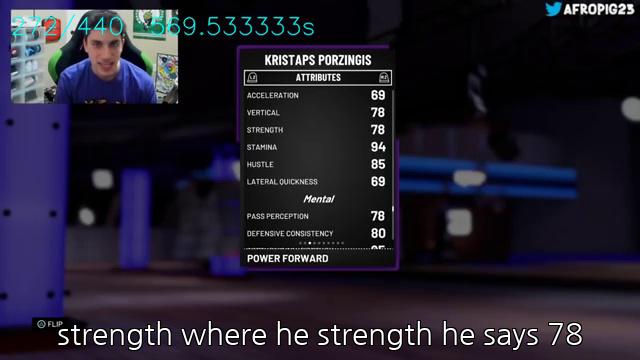 272/440, 569.533333s
AFROPIG23
KRISTAPS PORZINGIS
ATTRIBUTES
ACCELERATION 69
VERTICAL 78
STRENGTH 78
STAMINA 94
HUSTLE 85
LATERAL QUICKNESS 69
Mental
PASS PERCEPTION 78
DEFENSIVE CONSISTENCY 80
POWER FORWARD
FLIP
strength where he strength he says 78